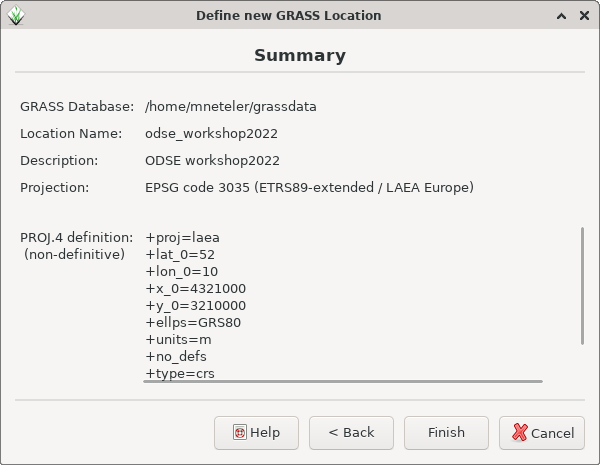 Define new GRASS Location
Summary
GRASS Database: /home/mneteler/grassdata
Location Name: odse_workshop2022
Description: ODSE workshop2022
Projection: EPSG code 3035 (ETRS89-extended / LAEA Europe)
PROJ.4 definition: +proj=laea
(non-definitive) +lat_0=52
+lon_0=10
+x_0=4321000
+y_0=3210000
+ellps=GRS80
+units=m
+no_defs
+type=crs
Help < Back Finish Cancel